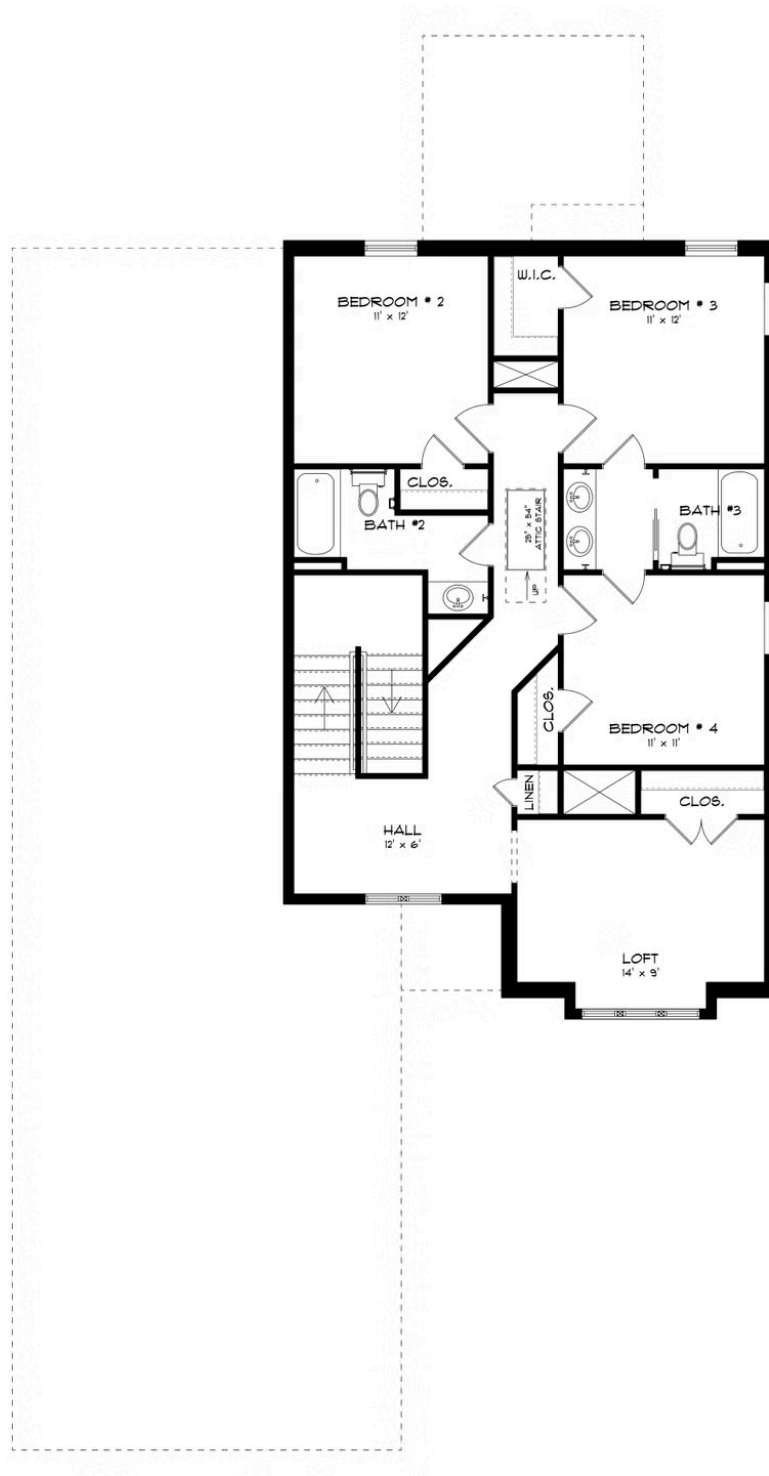 W.I.C.
BEDROOM # 2
11' x 12'
BEDROOM # 3
11' x 12'
CLOS.
BATH #2
25" x 54"
ATTIC STAIR
UP
BATH #3
CLOS.
BEDROOM # 4
11' x 11'
LINEN
CLOS.
HALL
12' x 6'
LOFT
14' x 9'